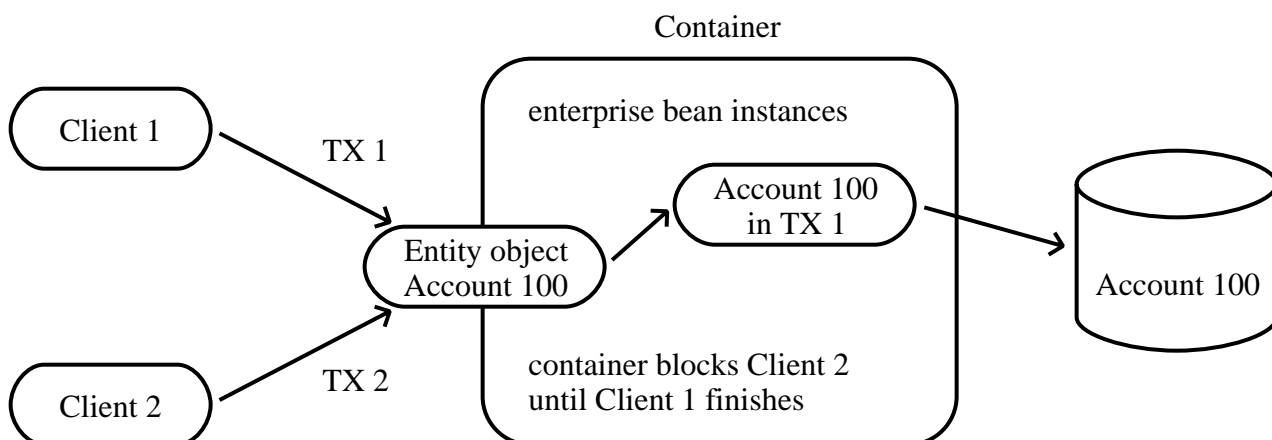 Container
enterprise bean instances
Client 1
TX 1
Account 100
in TX 1
Entity object
Account 100
Account 100
container blocks Client 2
until Client 1 finishes
TX 2
Client 2